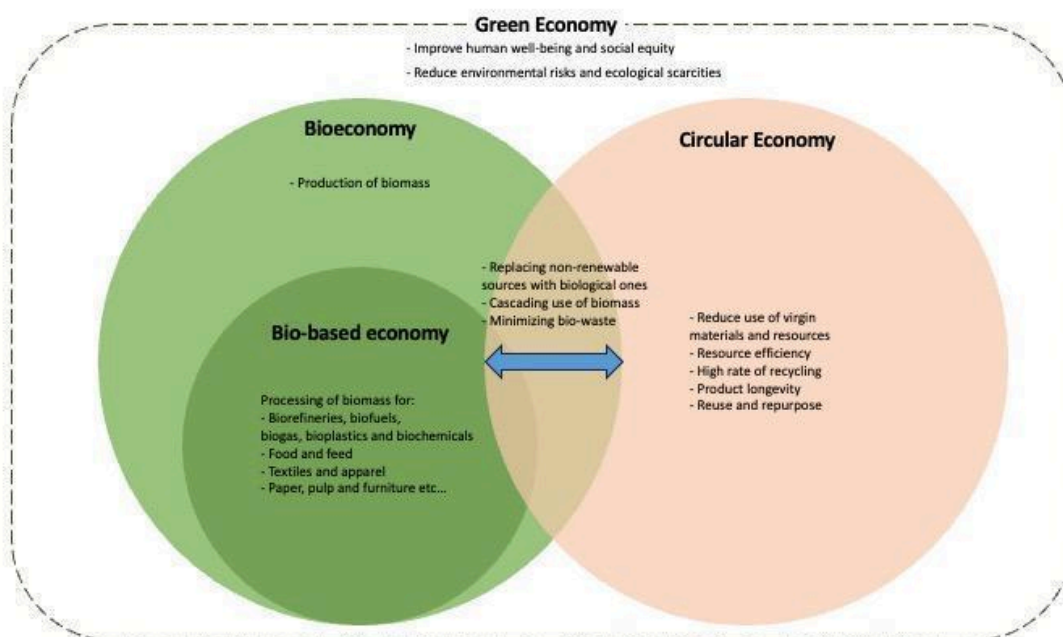 Green Economy
- Improve human well-being and social equity
- Reduce environmental risks and ecological scarcities
Bioeconomy
- Production of biomass
Circular Economy
- Replacing non-renewable
sources with biological ones
- Cascading use of biomass
- Minimizing bio-waste
Bio-based economy
Processing of biomass for:
- Biorefineries, biofuels,
biogas, bioplastics and biochemicals
- Food and feed
- Textiles and apparel
- Paper, pulp and furniture etc...
- Reduce use of virgin
materials and resources
- Resource efficiency
- High rate of recycling
- Product longevity
- Reuse and repurpose